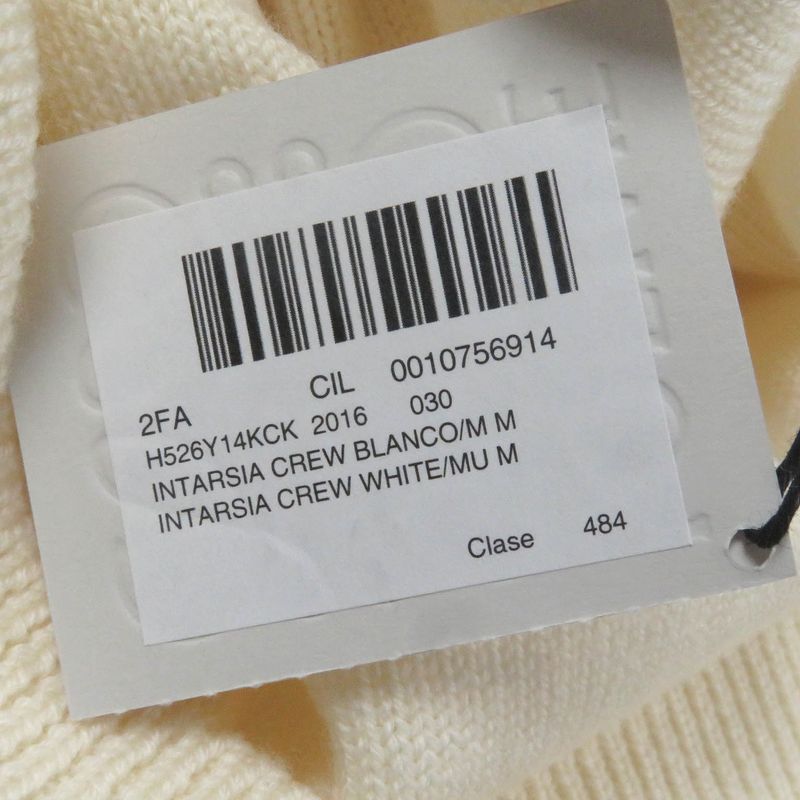 CIL 0010756914
2FA
H526Y14KCK 2016 030
INTARSIA CREW BLANCO/M M
INTARSIA CREW WHITE/MU M
Clase 484